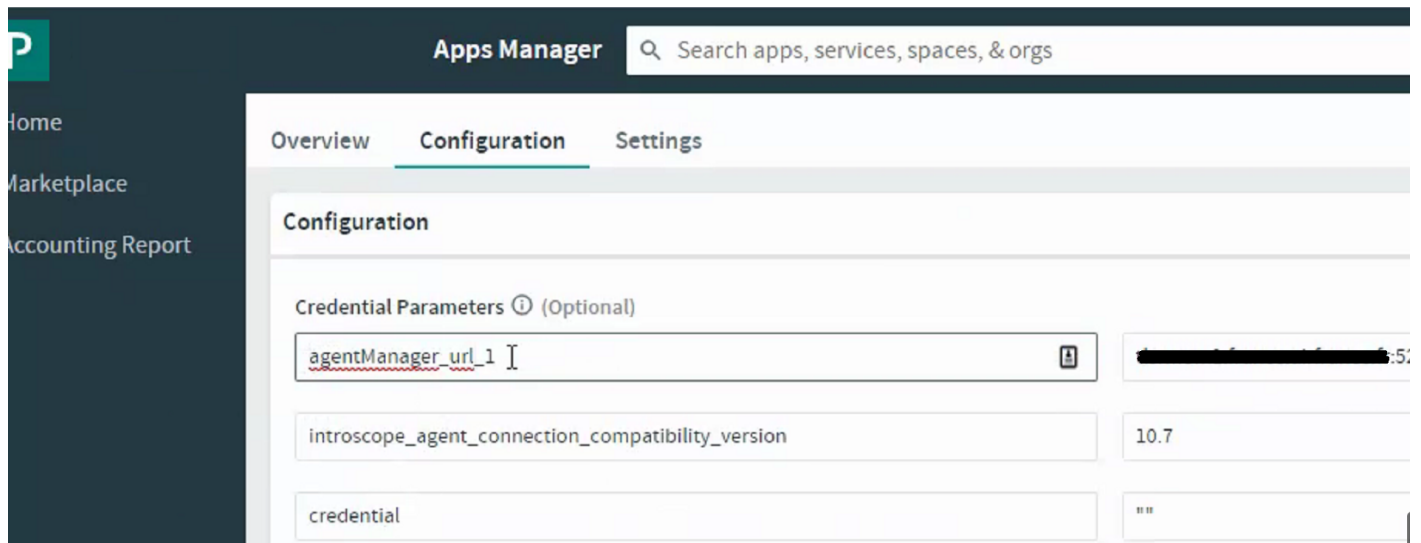 P
Apps Manager
Search apps, services, spaces, & orgs
Home
Marketplace
Accounting Report
Overview Configuration Settings
Configuration
Credential Parameters (Optional)
agentManager_url_1 :52
introscope_agent_connection_compatibility_version 10.7
credential ""